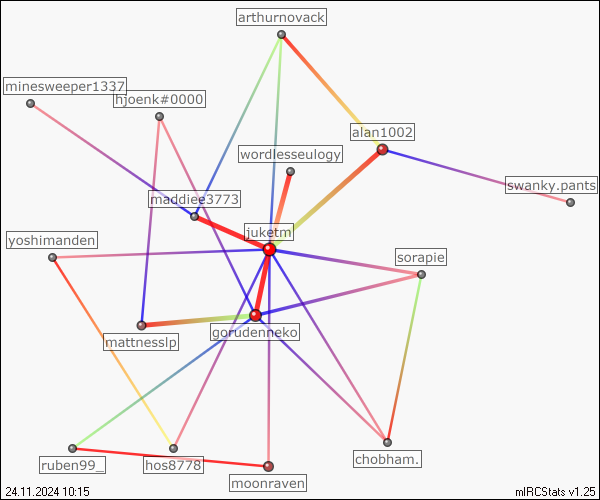 arthurnovack
minesweeper1337
hjoenk#0000
alan1002
wordlesseulogy
swanky.pants
maddiee3773
juketm
yoshimanden
sorapie
gorudenneko
mattnesslp
ruben99_
hos8778
chobham.
moonraven
24.11.2024 10:15
mIRCStats v1.25